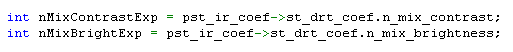 int nMixContrastExp = pst_ir_coef->st_drt_coef.n_mix_contrast;
int nMixBrightExp = pst_ir_coef->st_drt_coef.n_mix_brightness;